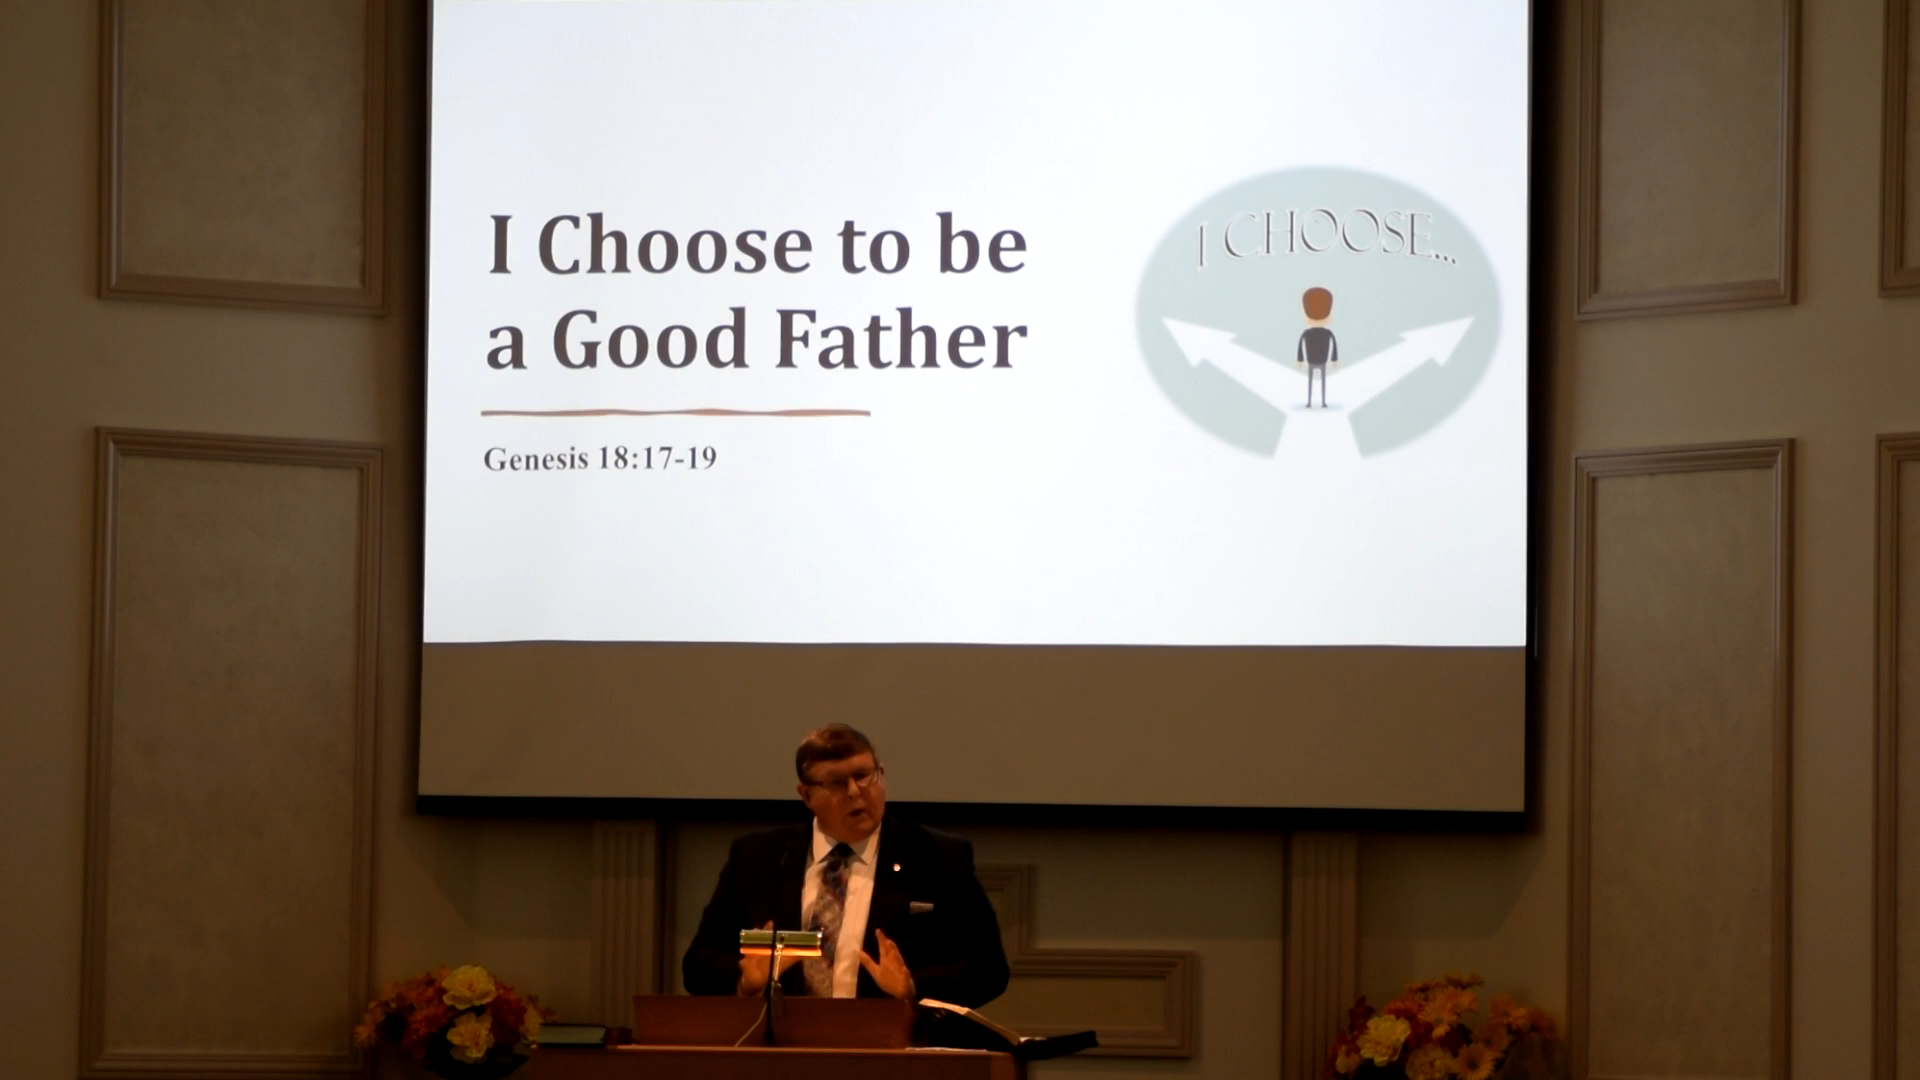 I Choose to be
a Good Father
Genesis 18:17-19
I CHOOSE...